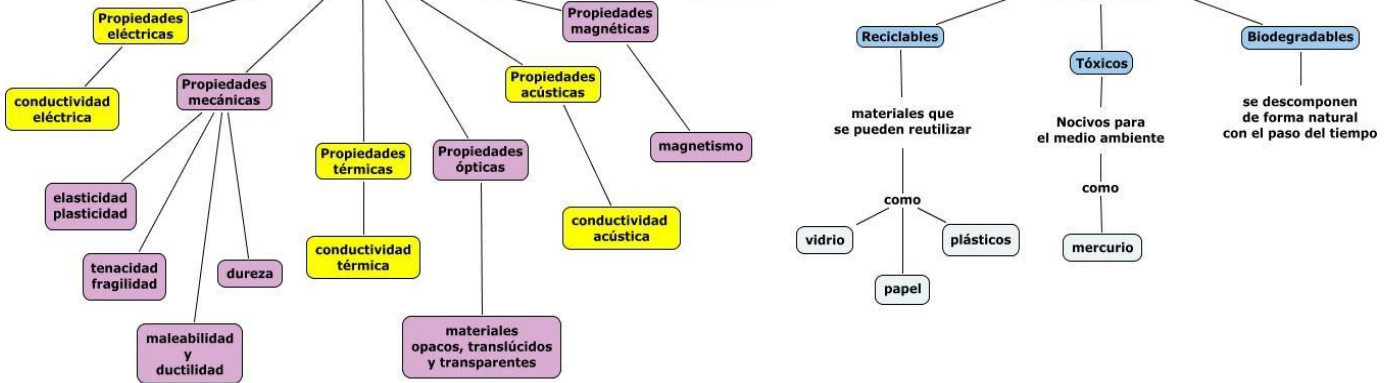 Propiedades
eléctricas
conductividad
eléctrica
Propiedades
mecánicas
elasticidad
plasticidad
tenacidad
fragilidad
maleabilidad
y
ductilidad
dureza
Propiedades
térmicas
conductividad
térmica
Propiedades
ópticas
materiales
opacos, translúcidos
y transparentes
Propiedades
acústicas
conductividad
acústica
Propiedades
magnéticas
magnetismo
Reciclables
materiales que
se pueden reutilizar
como
vidrio
papel
plásticos
Tóxicos
Nocivos para
el medio ambiente
como
mercurio
Biodegradables
se descomponen
de forma natural
con el paso del tiempo